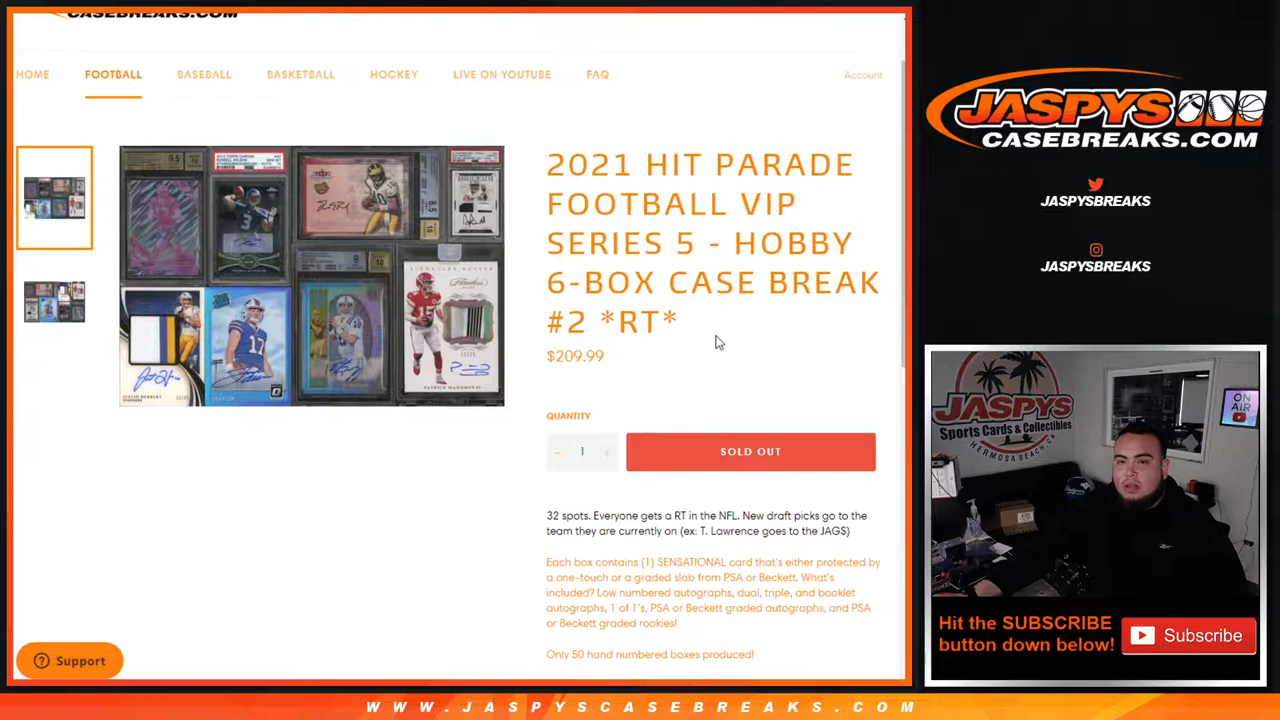 CASEBREAKS.COM
HOME FOOTBALL BASEBALL BASKETBALL HOCKEY LIVE ON YOUTUBE FAQ Account
2021 HIT PARADE
FOOTBALL VIP
SERIES 5 - HOBBY
6-BOX CASE BREAK
#2 *RT*
$209.99
QUANTITY
- 1 +
SOLD OUT
32 spots. Everyone gets a RT in the NFL. New draft picks go to the
team they are currently on (ex: T. Lawrence goes to the JAGS)
Each box contains (1) SENSATIONAL card that's either protected by
a one-touch or a graded slab from PSA or Beckett. What's
included? Low numbered autographs, dual, triple, and booklet
autographs, 1 of 1's, PSA or Beckett graded autographs, and PSA
or Beckett graded rookies!
Only 50 hand numbered boxes produced!
Support
JASPYS
CASEBREAKS.COM
JASPYSBREAKS
JASPYSBREAKS
JASPYS
Sports Cards & Collectibles
HERMOSA BEACH, CA
ON
AIR
Hit the SUBSCRIBE
button down below!
Subscribe
WWW.JASPYSCASEBREAKS.COM